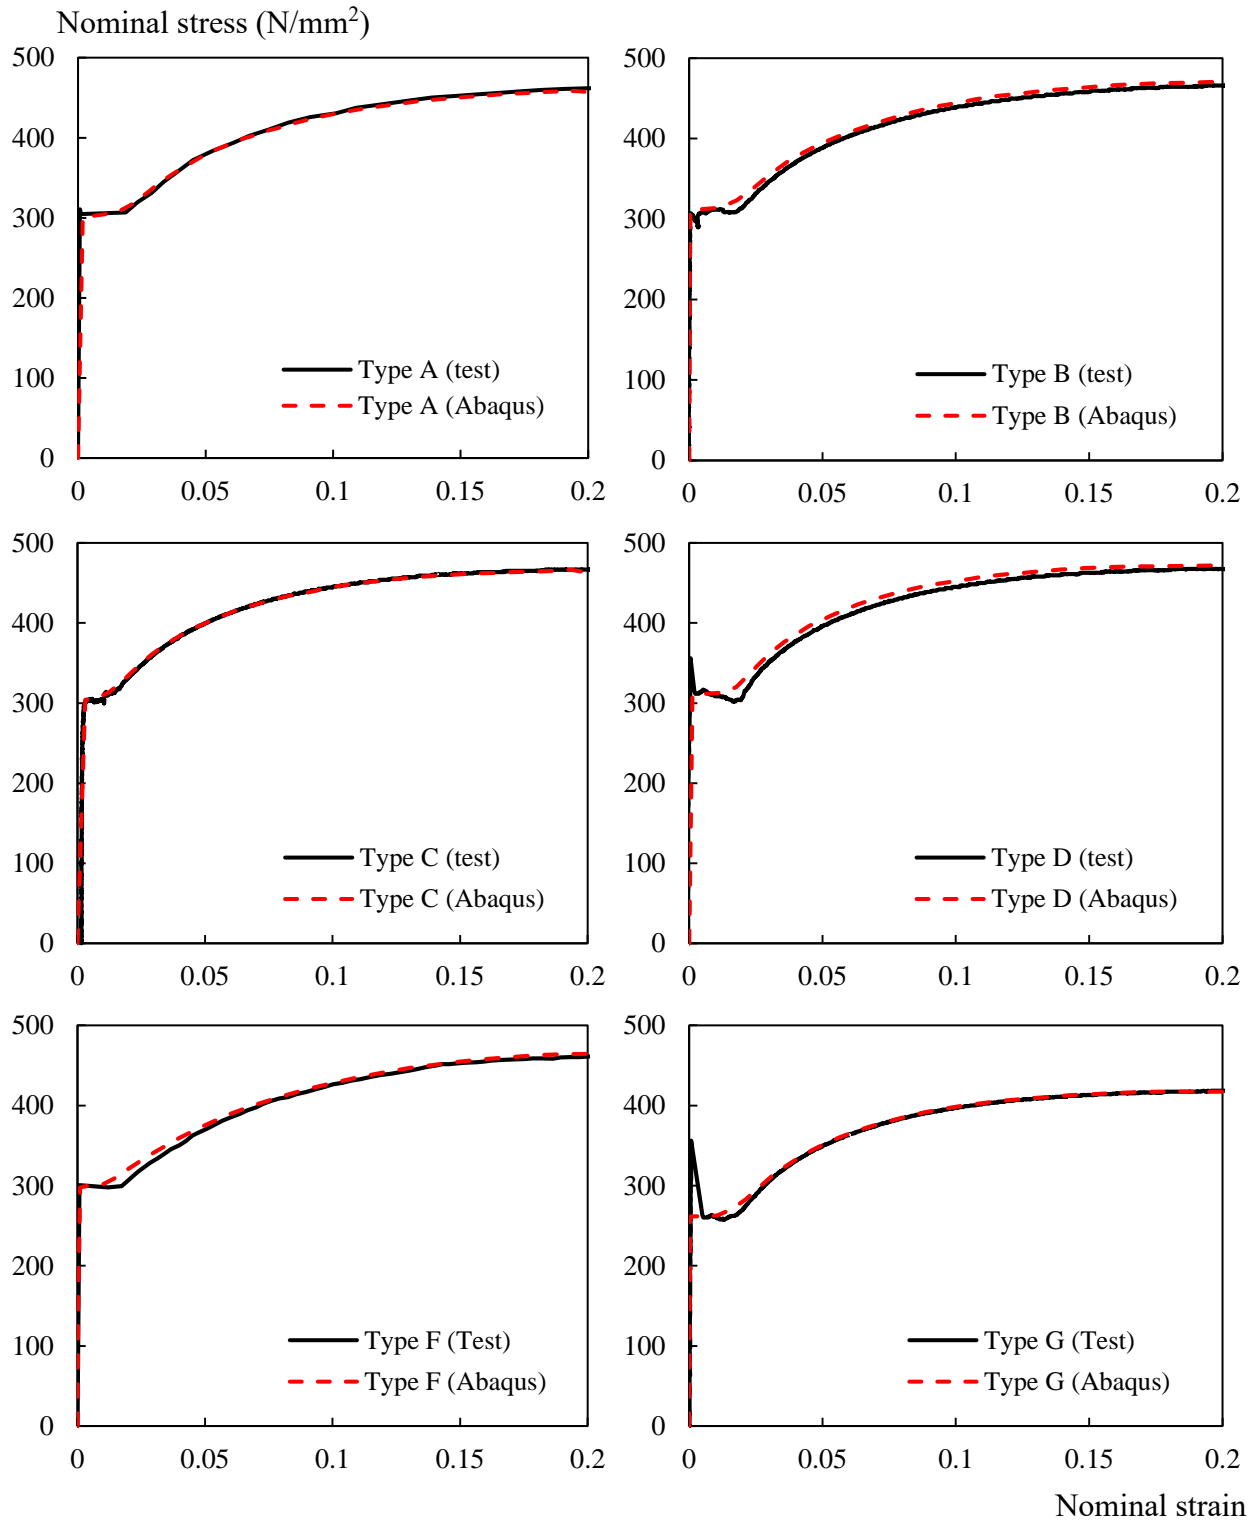 Nominal stress (N/mm²)
500
400
300
200
100
0
0 0.05 0.1 0.15 0.2
Type A (test)
Type A (Abaqus)
500
400
300
200
100
0
0 0.05 0.1 0.15 0.2
Type B (test)
Type B (Abaqus)
500
400
300
200
100
0
0 0.05 0.1 0.15 0.2
Type C (test)
Type C (Abaqus)
500
400
300
200
100
0
0 0.05 0.1 0.15 0.2
Type D (test)
Type D (Abaqus)
500
400
300
200
100
0
0 0.05 0.1 0.15 0.2
Type F (Test)
Type F (Abaqus)
500
400
300
200
100
0
0 0.05 0.1 0.15 0.2
Type G (Test)
Type G (Abaqus)
Nominal strain